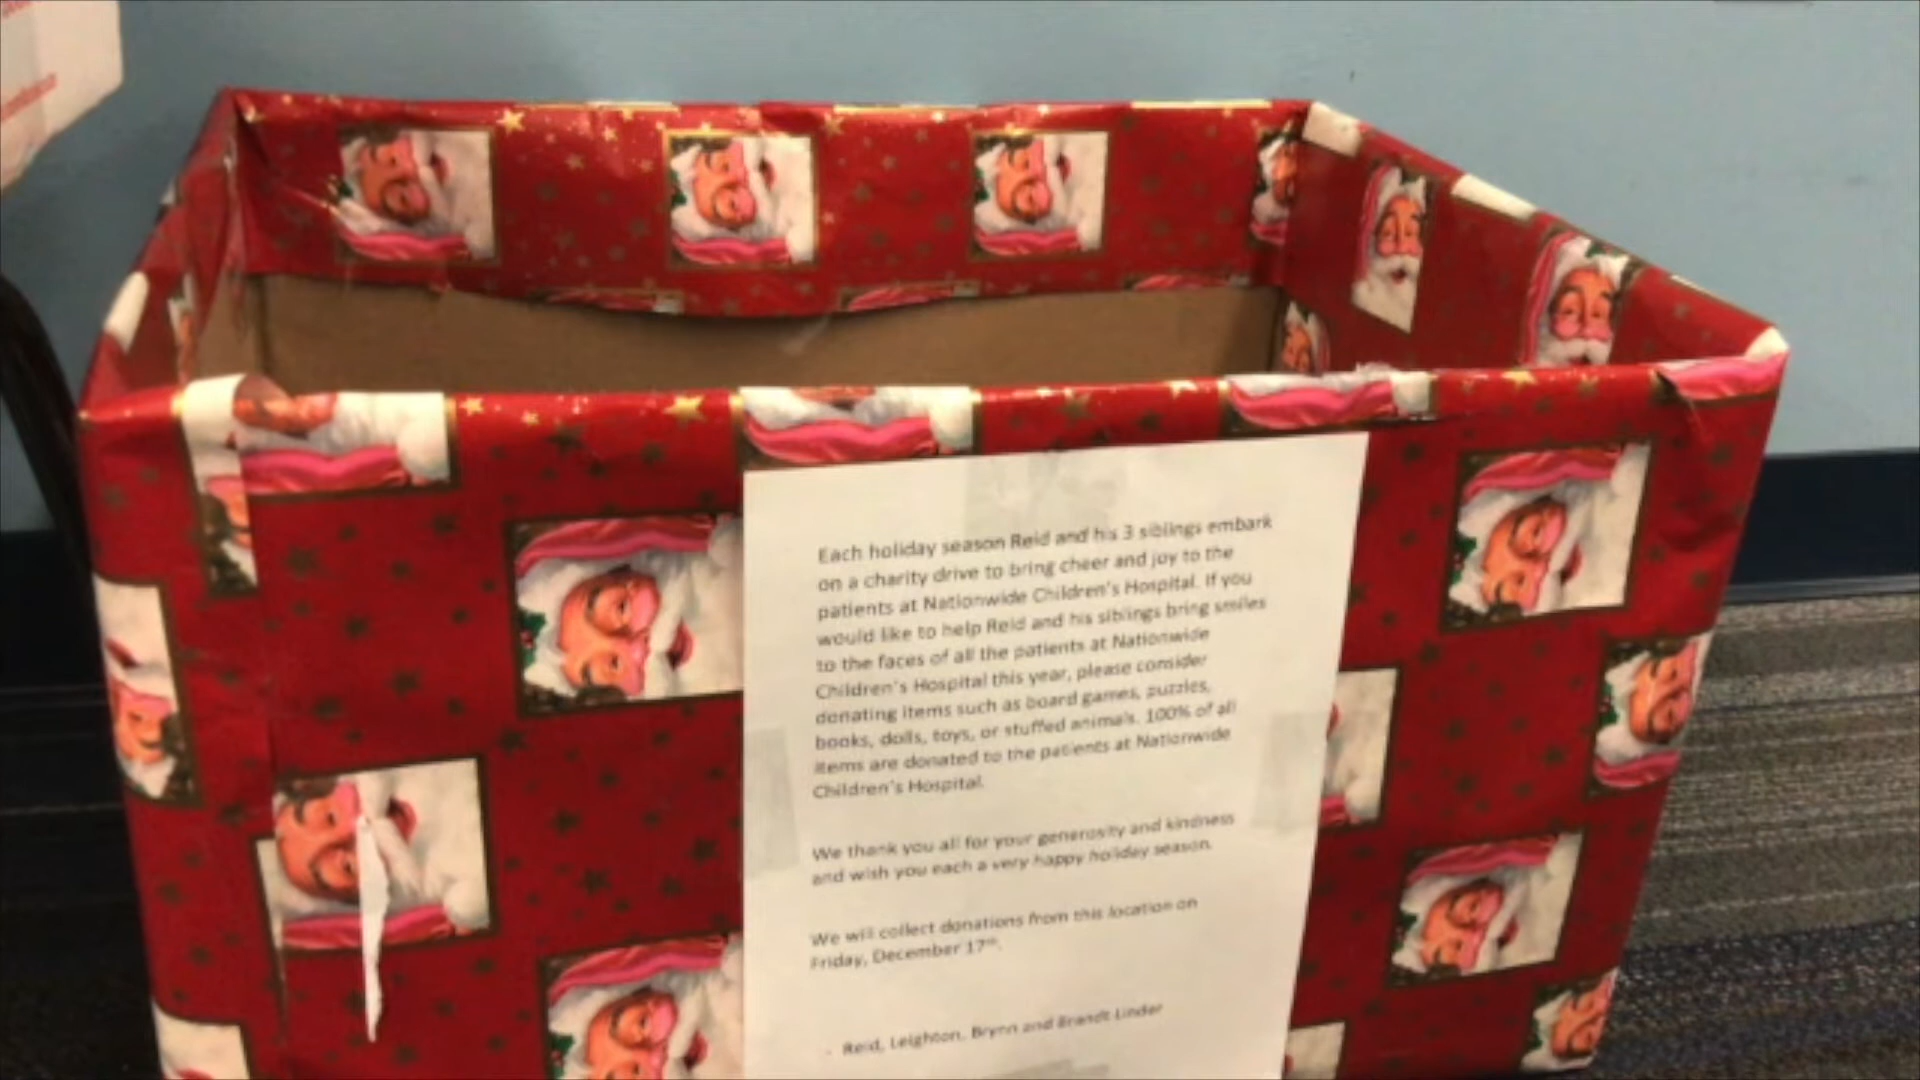 Each holiday season Reid and his 3 siblings embark
on a charity drive to bring cheer and joy to the
patients at Nationwide Children's Hospital. If you
would like to help Reid and his siblings bring smiles
to the faces of all the patients at Nationwide
Children's Hospital this year, please consider
donating items such as board games, puzzles,
books, dolls, toys, or stuffed animals. 100% of all
items are donated to the patients at Nationwide
Children's Hospital.
We thank you all for your generosity and kindness
and wish you each a very happy holiday season.
We will collect donations from this location on
Friday, December 17th.
- Reid, Leighton, Brynn and Brandt Linder